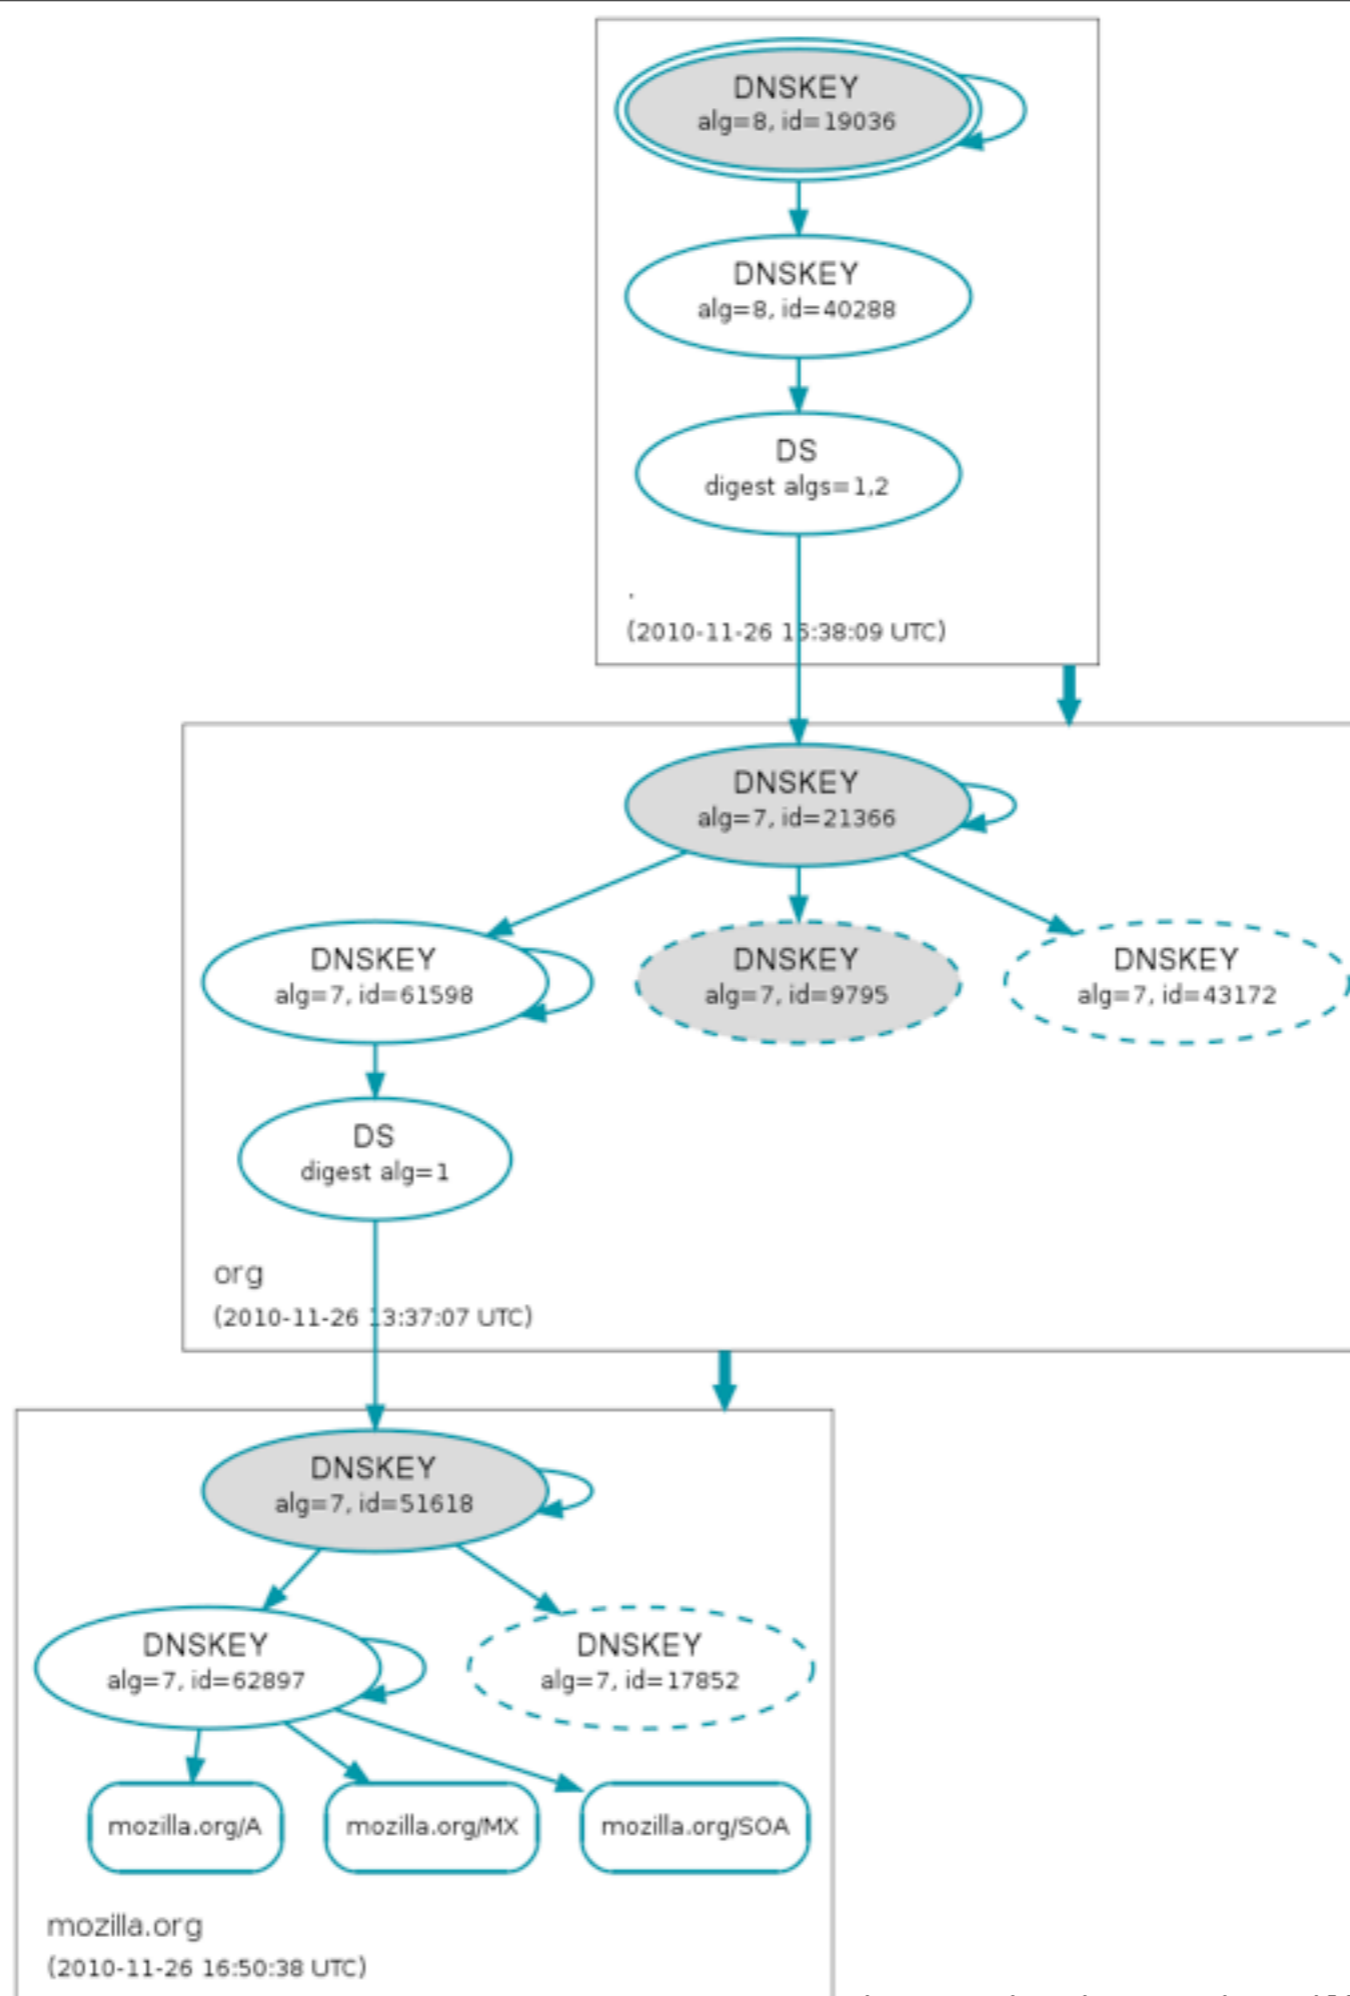 DNSKEY
alg=8, id=19036
DNSKEY
alg=8, id=40288
DS
digest algs=1,2
.
(2010-11-26 15:38:09 UTC)
DNSKEY
alg=7, id=21366
DNSKEY
alg=7, id=61598
DNSKEY
alg=7, id=9795
DNSKEY
alg=7, id=43172
DS
digest alg=1
org
(2010-11-26 13:37:07 UTC)
DNSKEY
alg=7, id=51618
DNSKEY
alg=7, id=62897
DNSKEY
alg=7, id=17852
mozilla.org/A
mozilla.org/MX
mozilla.org/SOA
mozilla.org
(2010-11-26 16:50:38 UTC)